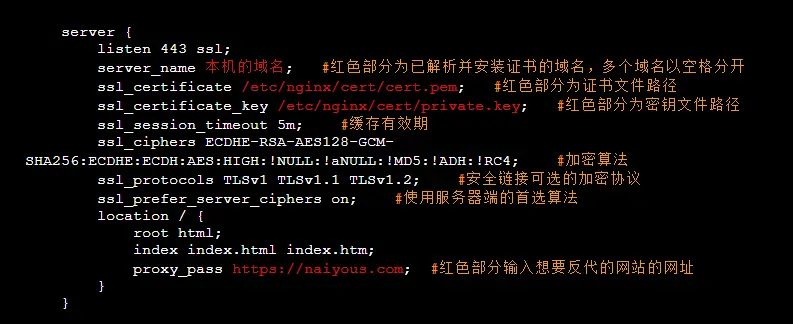 server {
listen 443 ssl;
server_name 本机的域名; #红色部分为已解析并安装证书的域名，多个域名以空格分开
ssl_certificate /etc/nginx/cert/cert.pem; #红色部分为证书文件路径
ssl_certificate_key /etc/nginx/cert/private.key; #红色部分为密钥文件路径
ssl_session_timeout 5m; #缓存有效期
ssl_ciphers ECDHE-RSA-AES128-GCM-
SHA256:ECDHE:ECDH:AES:HIGH:!NULL:!aNULL:!MD5:!ADH:!RC4; #加密算法
ssl_protocols TLSv1 TLSv1.1 TLSv1.2; #安全链接可选的加密协议
ssl_prefer_server_ciphers on; #使用服务器端的首选算法
location / {
root html;
index index.html index.htm;
proxy_pass https://naiyous.com; #红色部分输入想要反代的网站的网址
}
}